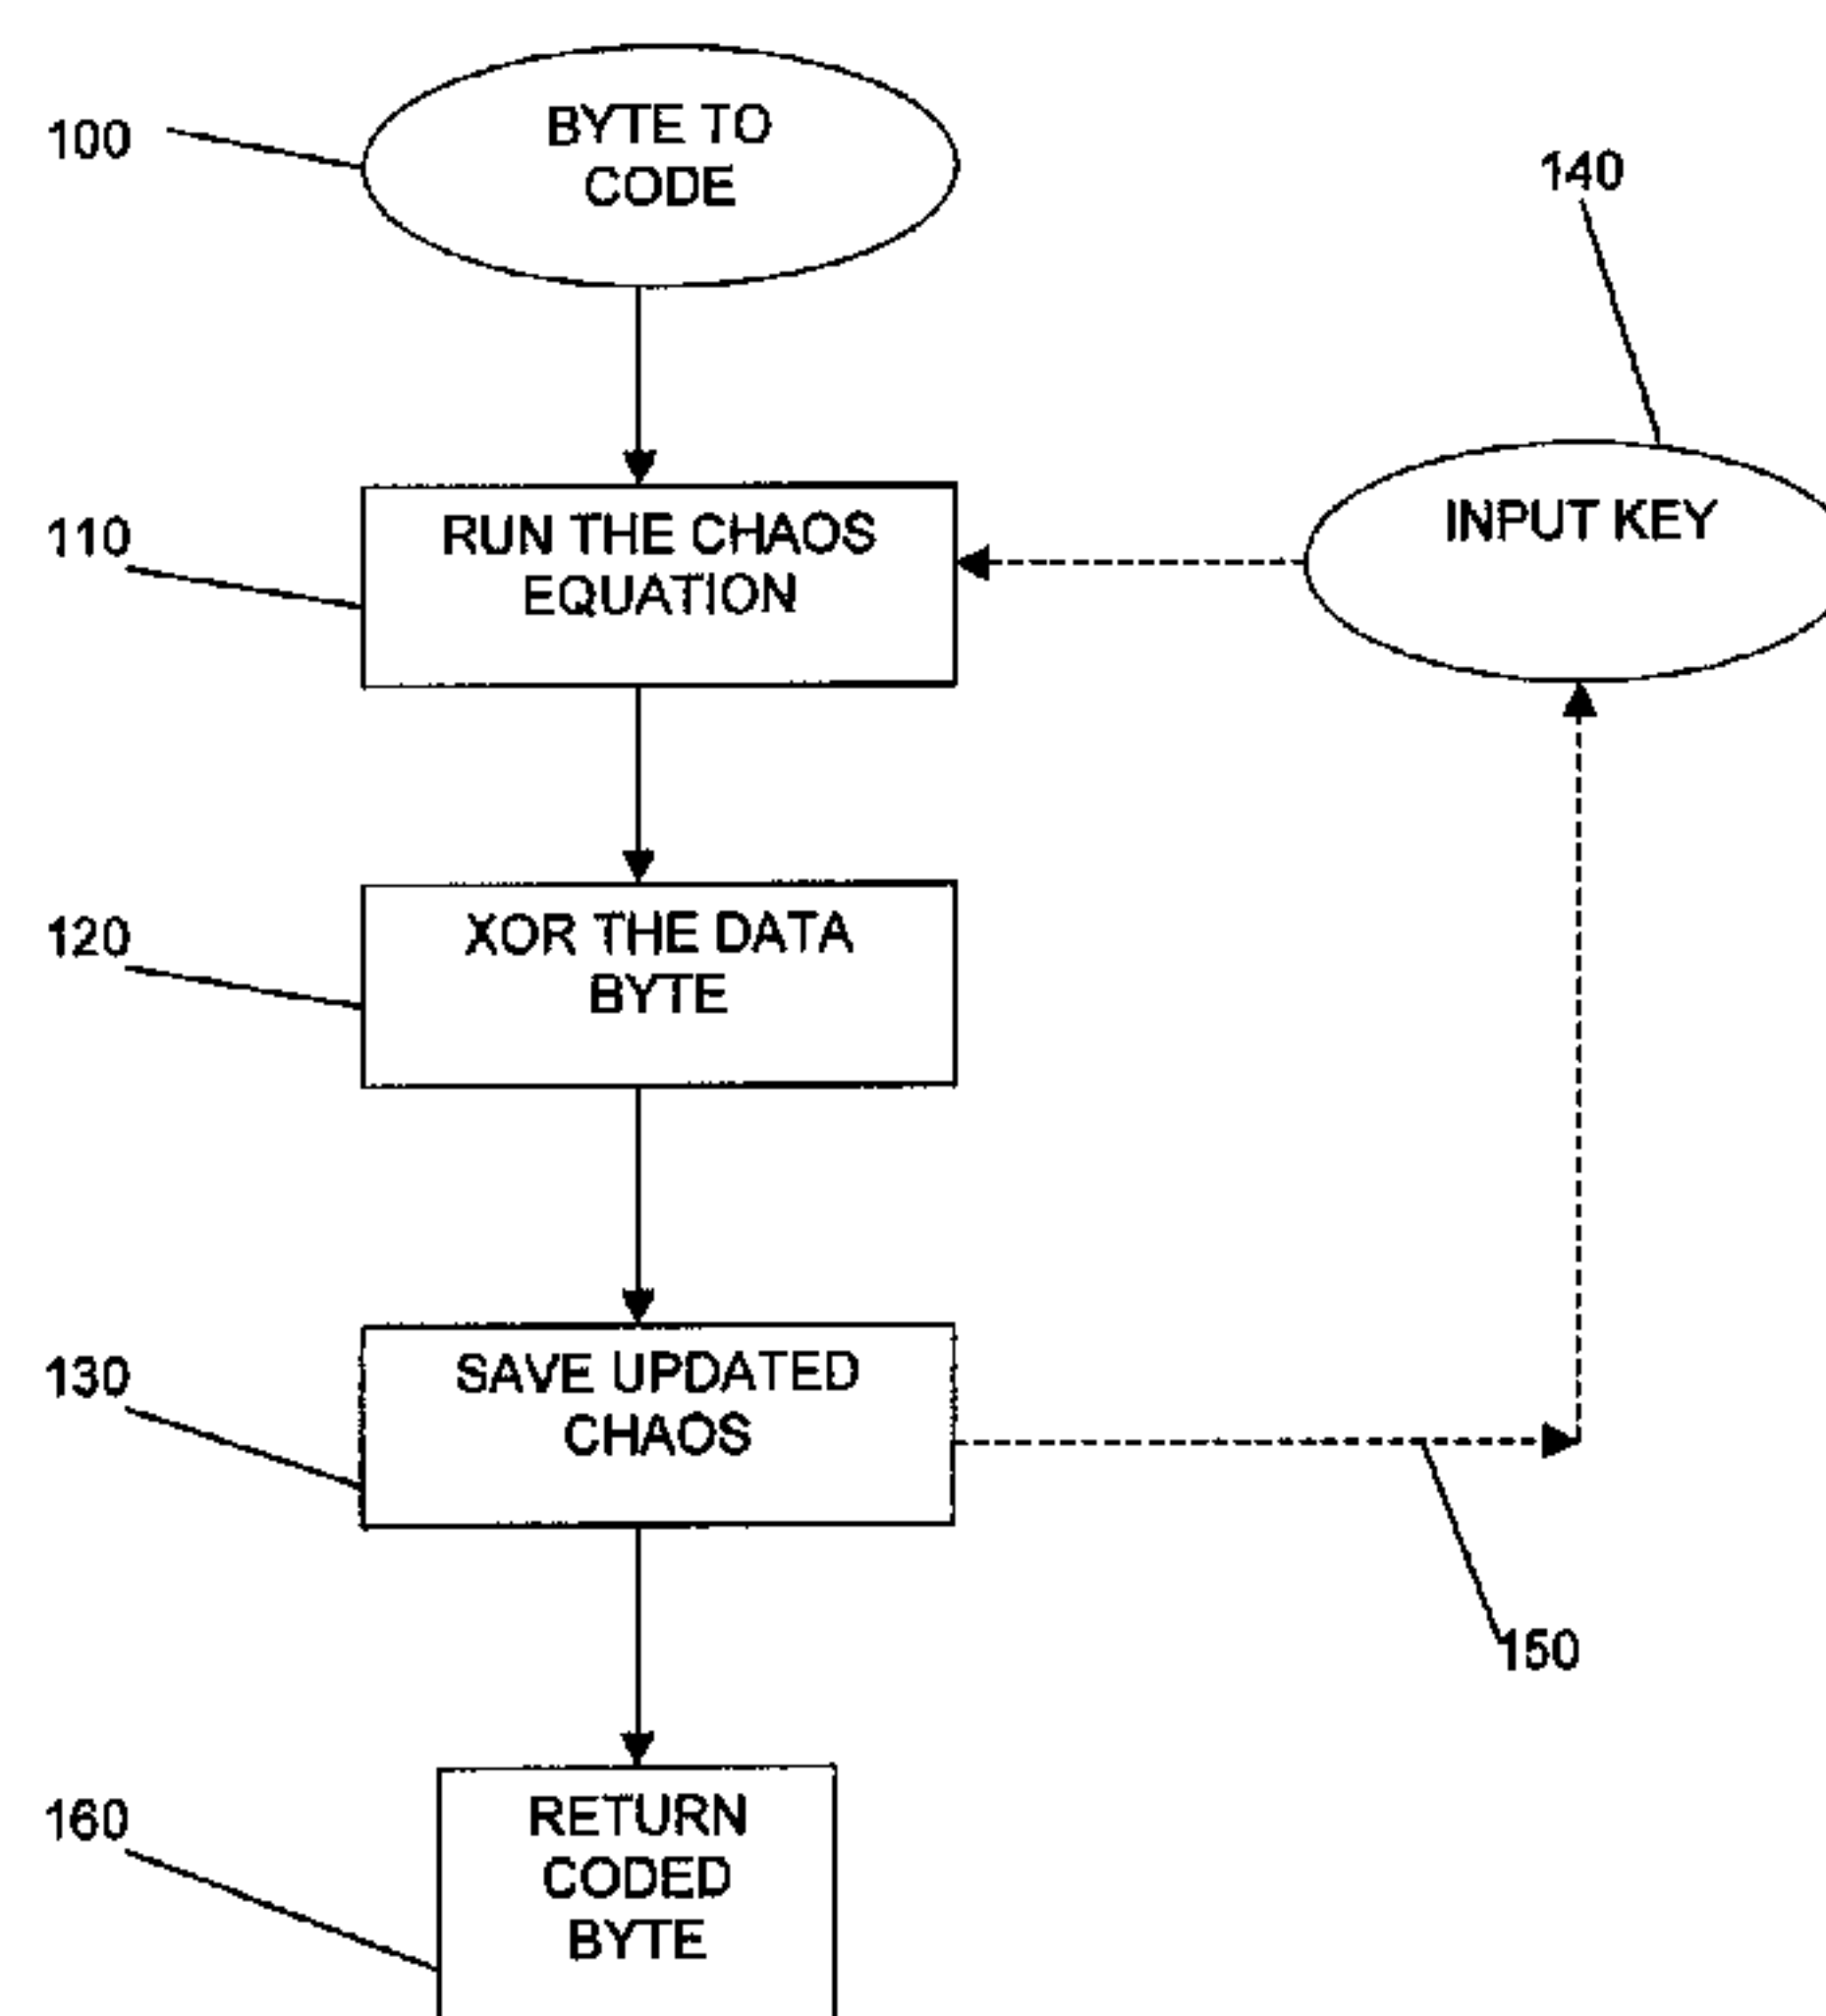 100
BYTE TO
CODE
140
110
RUN THE CHAOS
EQUATION
INPUT KEY
120
XOR THE DATA
BYTE
130
SAVE UPDATED
CHAOS
150
160
RETURN
CODED
BYTE